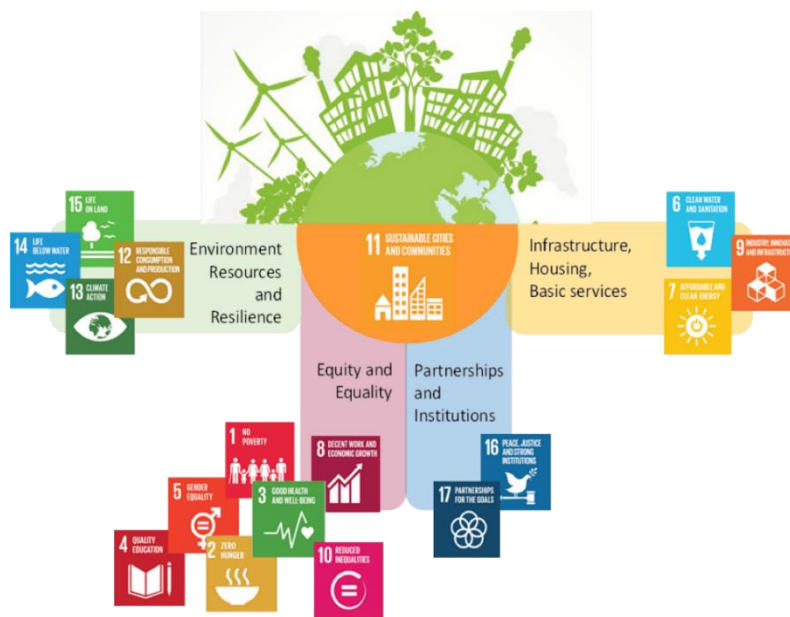 15 LIFE
ON LAND
14 LIFE
BELOW WATER
12 RESPONSIBLE
CONSUMPTION
AND PRODUCTION
13 CLIMATE
ACTION
Environment
Resources
and
Resilience
11 SUSTAINABLE CITIES
AND COMMUNITIES
Infrastructure,
Housing,
Basic services
6 CLEAN WATER
AND SANITATION
9 INDUSTRY, INNOVAT
AND INFRASTRUCT
7 AFFORDABLE AND
CLEAN ENERGY
Equity and
Equality
Partnerships
and
Institutions
1 NO
POVERTY
8 DECENT WORK AND
ECONOMIC GROWTH
5 GENDER
EQUALITY
3 GOOD HEALTH
AND WELL-BEING
4 QUALITY
EDUCATION
2 ZERO
HUNGER
10 REDUCED
INEQUALITIES
16 PEACE, JUSTICE
AND STRONG
INSTITUTIONS
17 PARTNERSHIPS
FOR THE GOALS